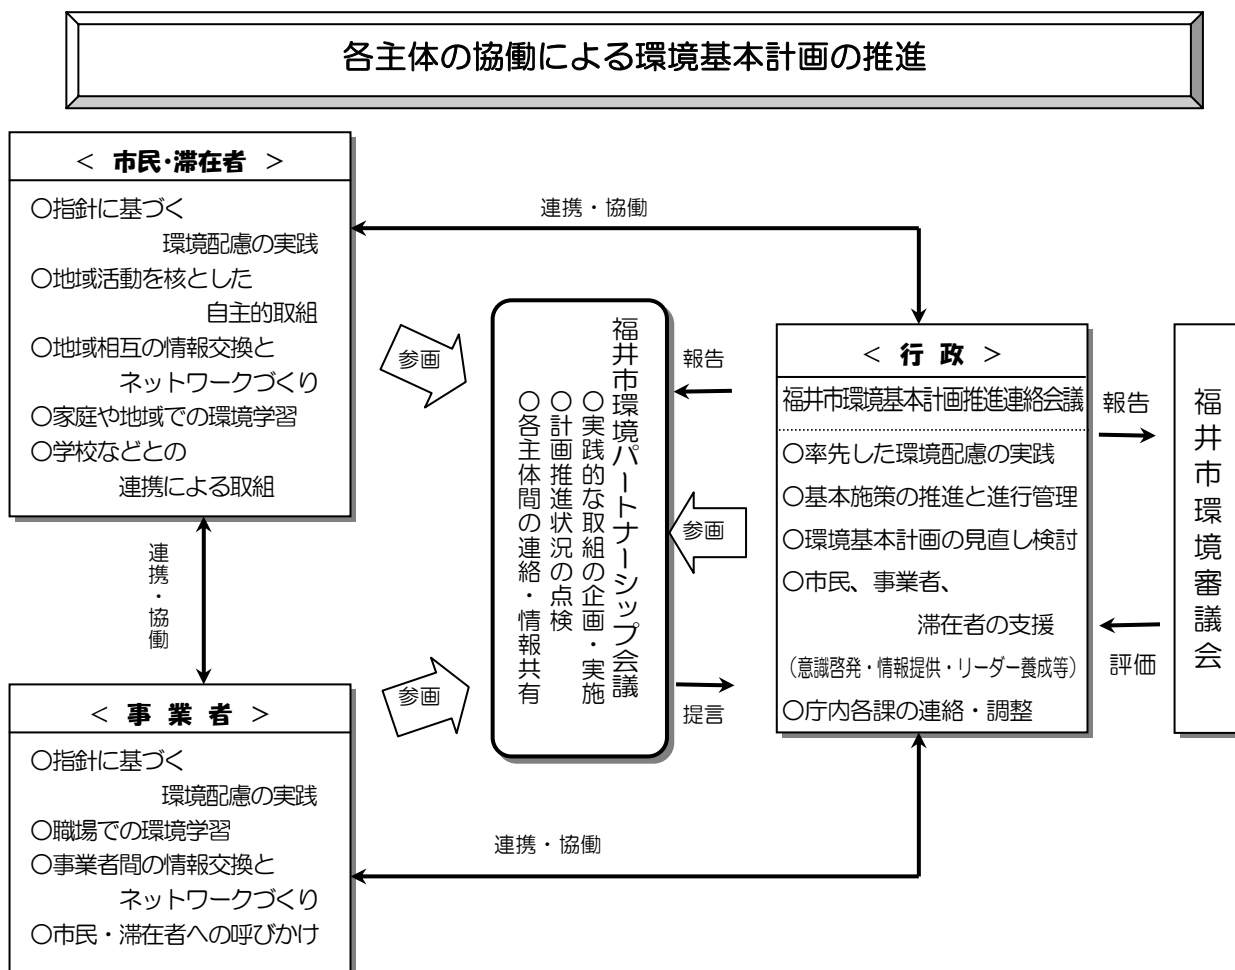 各主体の協働による環境基本計画の推進
＜ 市民・滞在者 ＞
○指針に基づく
環境配慮の実践
○地域活動を核とした
自主的取組
○地域相互の情報交換と
ネットワークづくり
○家庭や地域での環境学習
○学校などとの
連携による取組
連携・協働
＜ 事 業 者 ＞
○指針に基づく
環境配慮の実践
○職場での環境学習
○事業者間の情報交換と
ネットワークづくり
○市民・滞在者への呼びかけ
連携・協働
参画
参画
福井市環境パートナーシップ会議
○実践的な取組の企画・実施
○計画推進状況の点検
○各主体間の連絡・情報共有
報告
参画
提言
連携・協働
＜ 行 政 ＞
福井市環境基本計画推進連絡会議
○率先した環境配慮の実践
○基本施策の推進と進行管理
○環境基本計画の見直し検討
○市民、事業者、
滞在者の支援
（意識啓発・情報提供・リーダー養成等）
○庁内各課の連絡・調整
報告
評価
福井市環境審議会